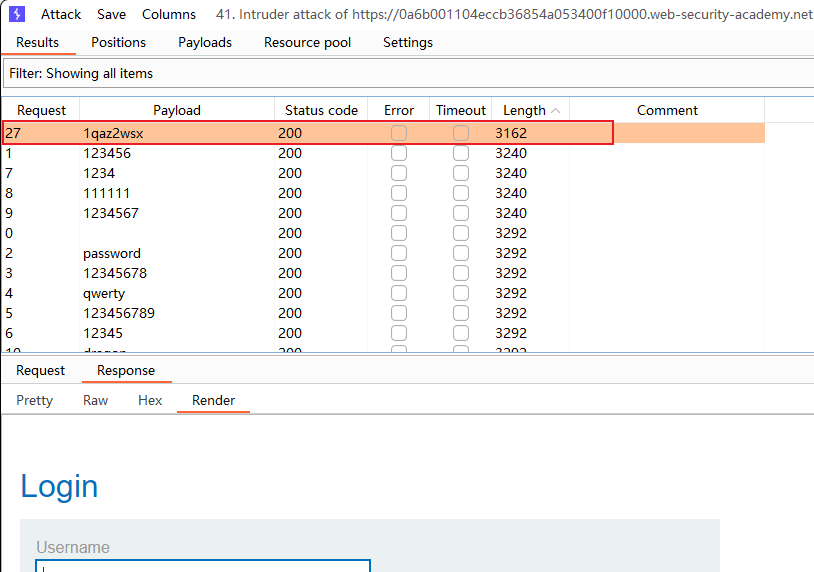 Attack Save Columns 41. Intruder attack of https://0a6b001104eccb36854a053400f10000.web-security-academy.net
Results Positions Payloads Resource pool Settings
Filter: Showing all items
Request Payload Status code Error Timeout Length Comment
27 1qaz2wsx 200 3162
1 123456 200 3240
7 1234 200 3240
8 111111 200 3240
9 1234567 200 3240
0 200 3292
2 password 200 3292
3 12345678 200 3292
4 qwerty 200 3292
5 123456789 200 3292
6 12345 200 3292
10 dragon 200 3292
Request Response
Pretty Raw Hex Render
Login
Username